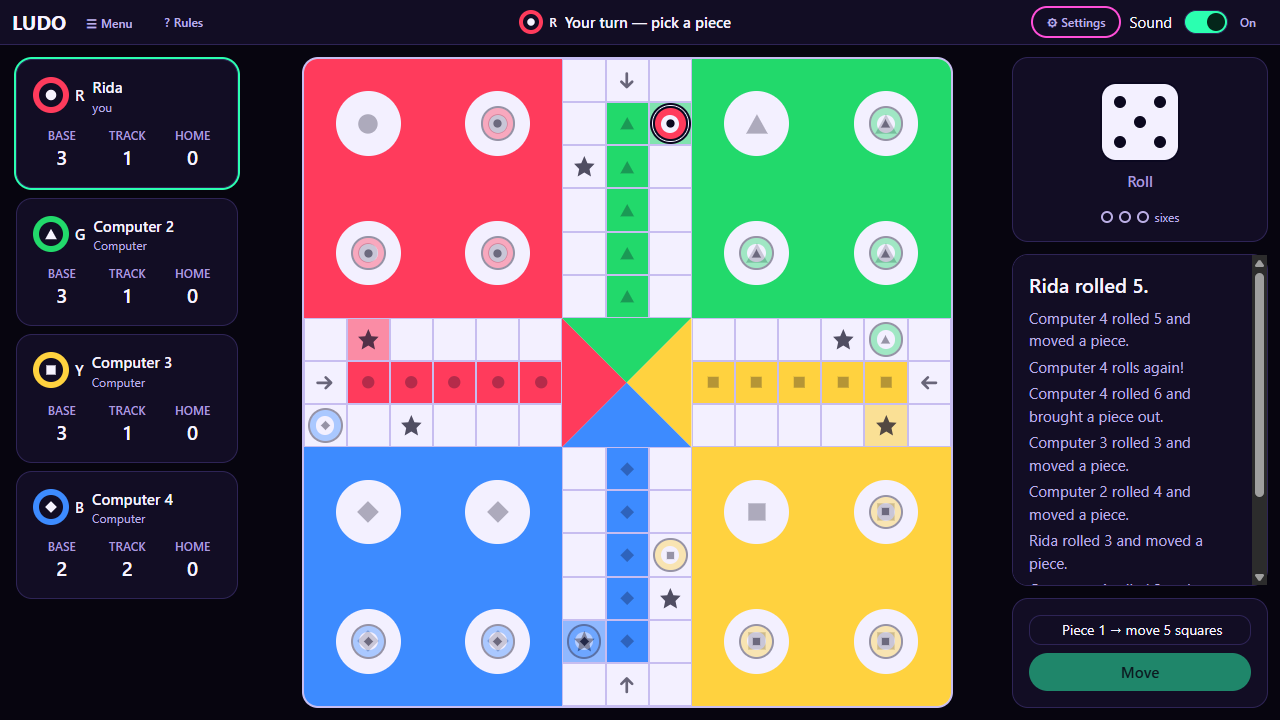 LUDO
☰ Menu
? Rules
R Your turn — pick a piece
⚙ Settings
Sound
On
R
Rida
you
BASE TRACK HOME
3 1 0
G
Computer 2
Computer
BASE TRACK HOME
3 1 0
Y
Computer 3
Computer
BASE TRACK HOME
3 1 0
B
Computer 4
Computer
BASE TRACK HOME
2 2 0
Roll
sixes
Rida rolled 5.
Computer 4 rolled 5 and
moved a piece.
Computer 4 rolls again!
Computer 4 rolled 6 and
brought a piece out.
Computer 3 rolled 3 and
moved a piece.
Computer 2 rolled 4 and
moved a piece.
Rida rolled 3 and moved a
piece.
Piece 1 → move 5 squares
Move